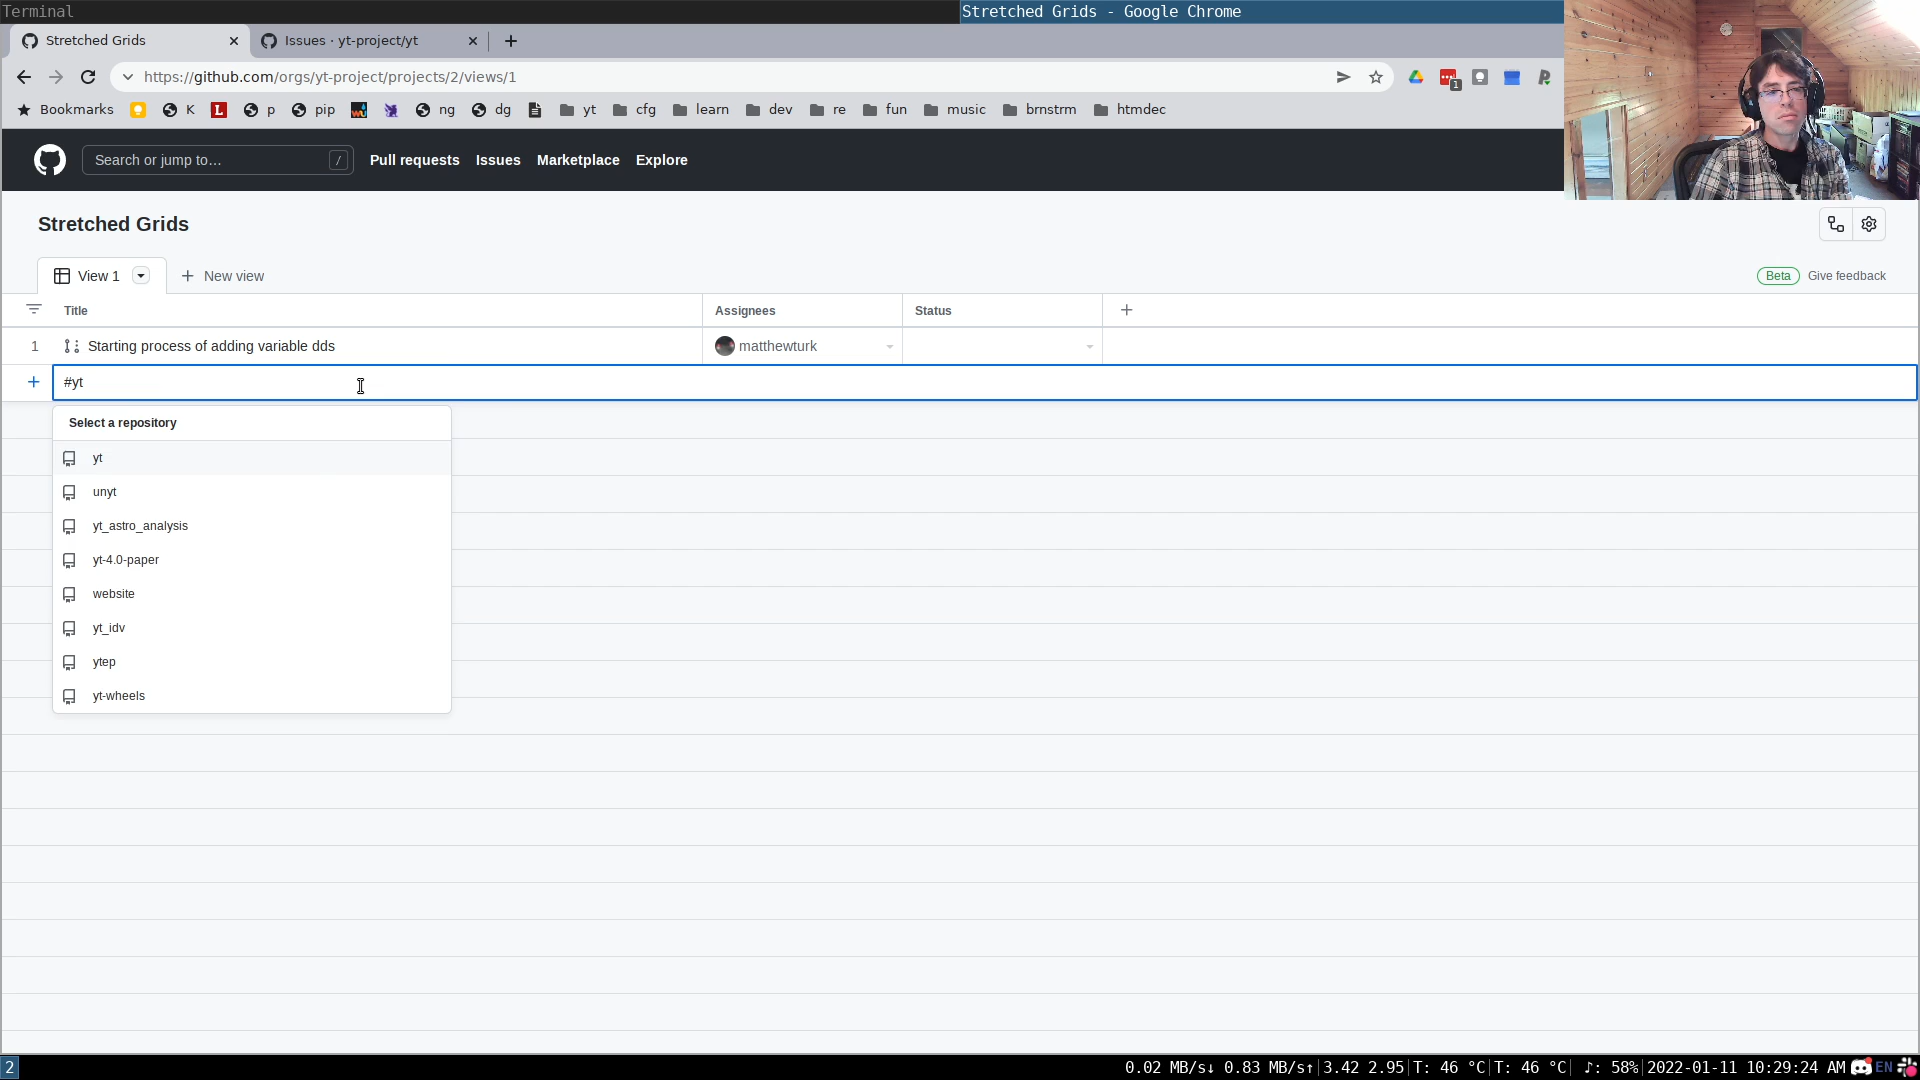 Terminal
Stretched Grids - Google Chrome
Stretched Grids
Issues · yt-project/yt
https://github.com/orgs/yt-project/projects/2/views/1
1
Bookmarks
K
L
p
pip
ng
dg
yt
cfg
learn
dev
re
fun
music
brnstrm
htmdec
Search or jump to…
/
Pull requests
Issues
Marketplace
Explore
Stretched Grids
View 1
New view
Beta
Give feedback
Title
Assignees
Status
1
Starting process of adding variable dds
matthewturk
#yt
Select a repository
yt
unyt
yt_astro_analysis
yt-4.0-paper
website
yt_idv
ytep
yt-wheels
2
0.02 MB/s↓ 0.83 MB/s↑|3.42 2.95|T: 46 °C|T: 46 °C| ♪: 58%|2022-01-11 10:29:24 AM
EN